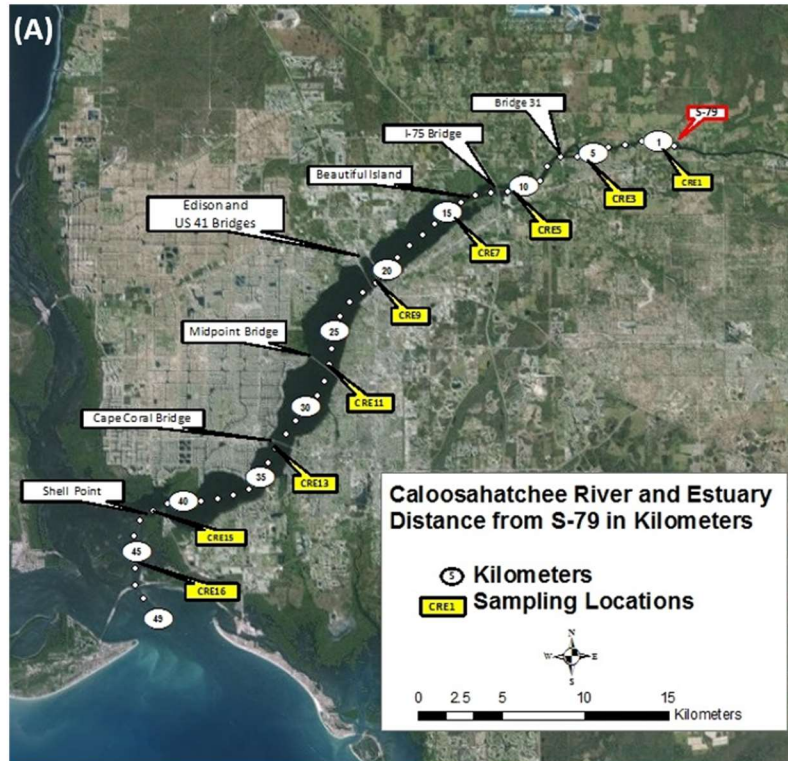 (A)
S-79
Bridge 31
1
5
I-75 Bridge
CRE1
Beautiful Island
10
CRE3
Edison and
US 41 Bridges
15
CRE5
CRE7
20
CRE9
25
Midpoint Bridge
CRE11
30
Cape Coral Bridge
35
CRE13
Shell Point
40
CRE15
45
CRE16
49
Caloosahatchee River and Estuary
Distance from S-79 in Kilometers
5 Kilometers
CRE1 Sampling Locations
N
W E
S
0 2.5 5 10 15
Kilometers